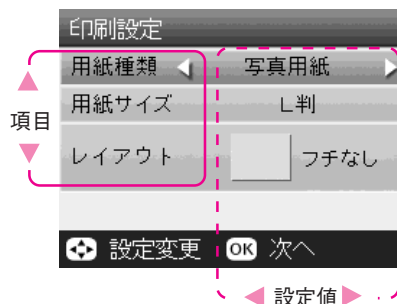 印刷設定
用紙種類 写真用紙
用紙サイズ L判
項目
レイアウト フチなし
設定変更 OK 次へ
設定値